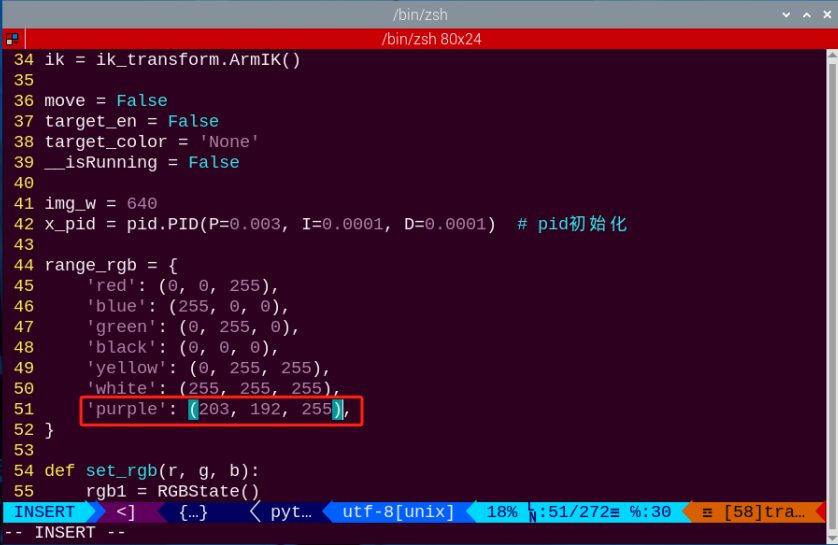 /bin/zsh
/bin/zsh 80x24
34 ik = ik_transform.ArmIK()
35
36 move = False
37 target_en = False
38 target_color = 'None'
39 __isRunning = False
40
41 img_w = 640
42 x_pid = pid.PID(P=0.003, I=0.0001, D=0.0001)  # pid初始化
43
44 range_rgb = {
45     'red': (0, 0, 255),
46     'blue': (255, 0, 0),
47     'green': (0, 255, 0),
48     'black': (0, 0, 0),
49     'yellow': (0, 255, 255),
50     'white': (255, 255, 255),
51     'purple': (203, 192, 255),
52 }
53
54 def set_rgb(r, g, b):
55     rgb1 = RGBState()
INSERT <] {…} pyt… utf-8[unix] 18% ␤:51/272≡ ℅:30 ≡ [58]tra…
-- INSERT --